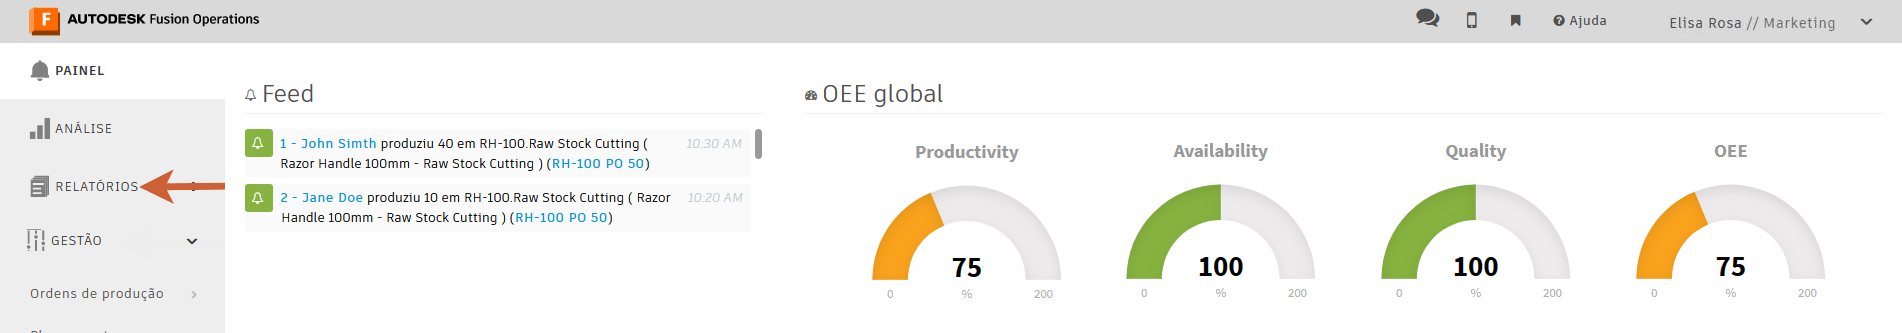 AUTODESK Fusion Operations
Ajuda
Elisa Rosa // Marketing
PAINEL
ANÁLISE
RELATÓRIOS
GESTÃO
Ordens de produção
Feed
1 - John Simth produziu 40 em RH-100.Raw Stock Cutting (
Razor Handle 100mm - Raw Stock Cutting ) (RH-100 PO 50)
10:30 AM
2 - Jane Doe produziu 10 em RH-100.Raw Stock Cutting ( Razor
Handle 100mm - Raw Stock Cutting ) (RH-100 PO 50)
10:20 AM
OEE global
Productivity
75
0 % 200
Availability
100
0 % 200
Quality
100
0 % 200
OEE
75
0 % 200